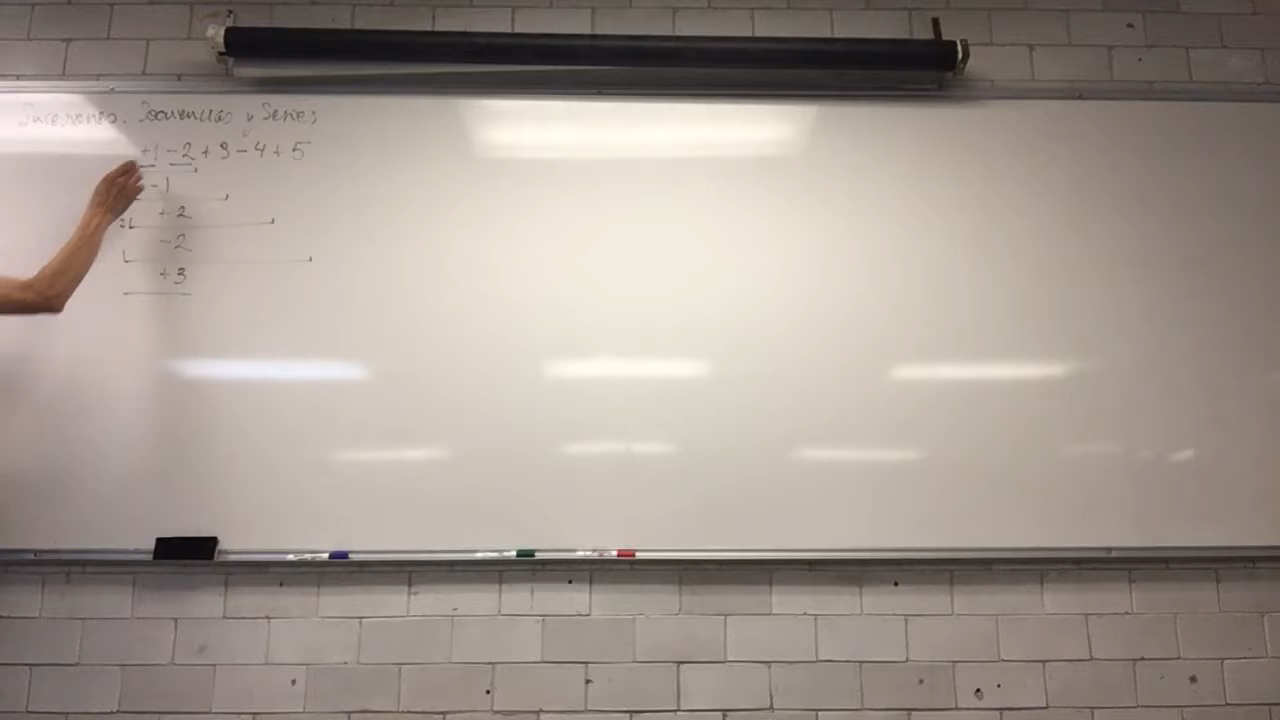 Sucesiones. Secuencias y Series
+1 - 2 + 3 - 4 + 5
-1
+2
-2
+3